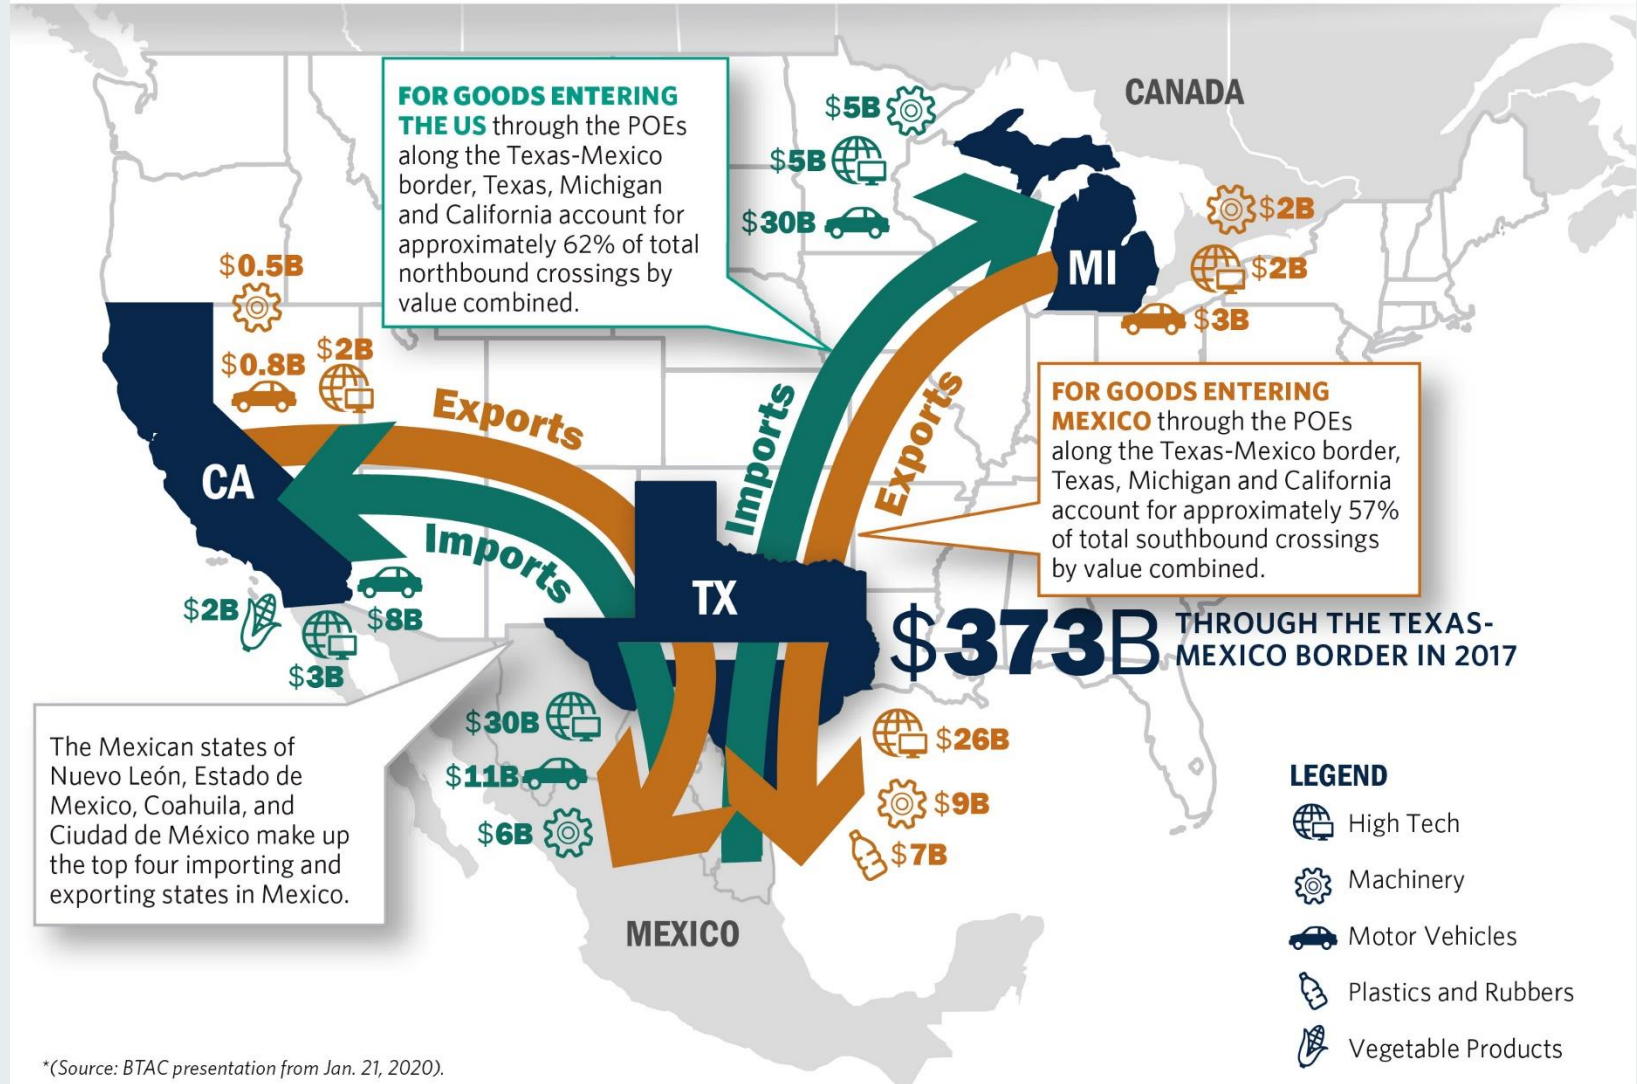 CANADA
FOR GOODS ENTERING
THE US through the POEs
along the Texas-Mexico
border, Texas, Michigan
and California account for
approximately 62% of total
northbound crossings by
value combined.
$5B
$5B
$30B
$2B
$2B
$3B
MI
$0.5B
$0.8B
$2B
Exports
Imports
CA
Imports
Exports
FOR GOODS ENTERING
MEXICO through the POEs
along the Texas-Mexico border,
Texas, Michigan and California
account for approximately 57%
of total southbound crossings
by value combined.
TX
$2B
$3B
$8B
$373B THROUGH THE TEXAS-
MEXICO BORDER IN 2017
The Mexican states of
Nuevo León, Estado de
Mexico, Coahuila, and
Ciudad de México make up
the top four importing and
exporting states in Mexico.
$30B
$11B
$6B
$26B
$9B
$7B
MEXICO
LEGEND
High Tech
Machinery
Motor Vehicles
Plastics and Rubbers
Vegetable Products
*(Source: BTAC presentation from Jan. 21, 2020).